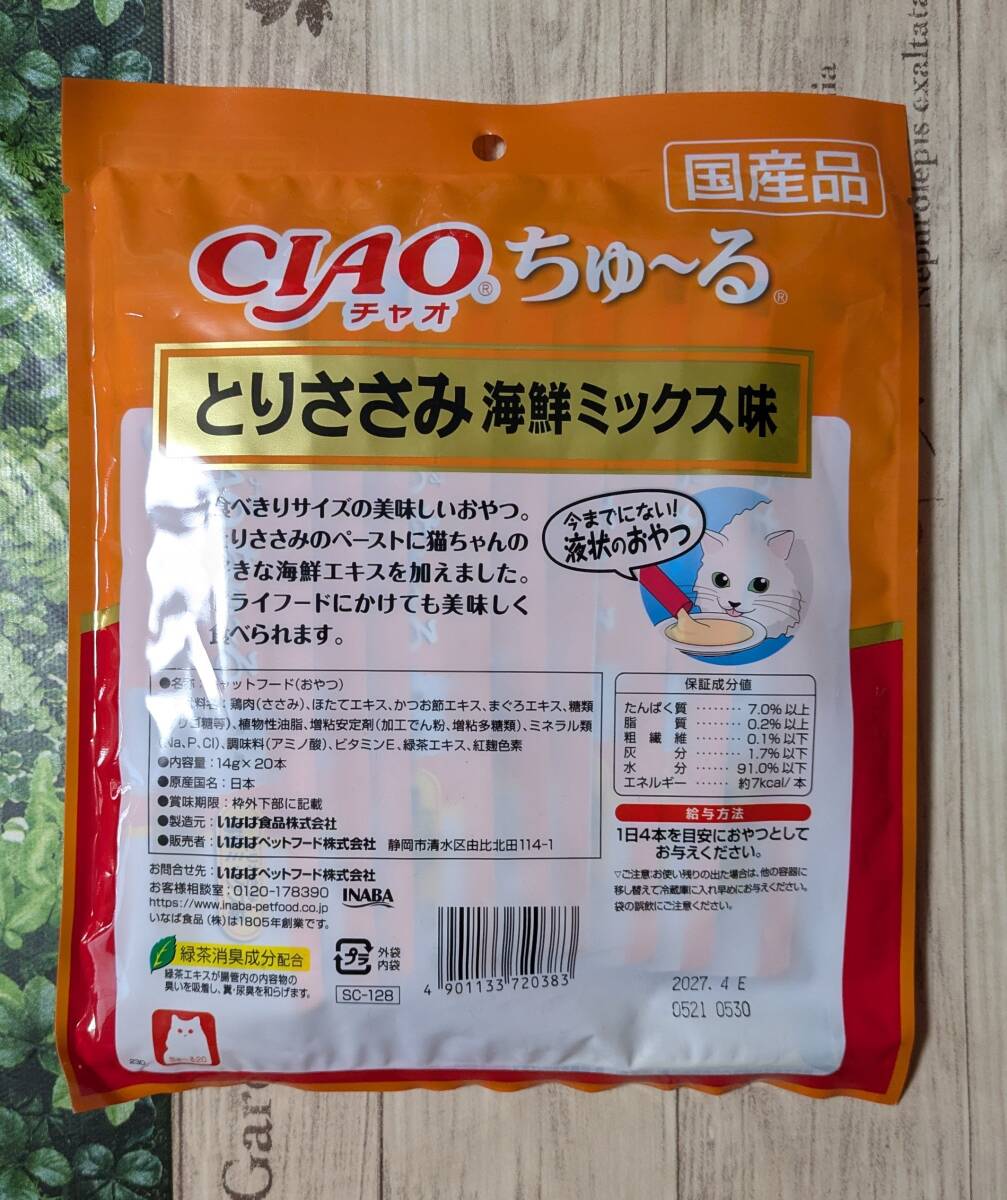 国産品
CIAO® ちゅ~る®
チャオ
とりささみ 海鮮ミックス味
べきりサイズの美味しいおやつ。
りささみのペーストに猫ちゃんの
きな海鮮エキスを加えました。
ライフードにかけても美味しく
食べられます。
今までにない!
液状のおやつ
●名称:キャットフード(おやつ)
料名:鶏肉(ささみ)、ほたてエキス、かつお節エキス、まぐろエキス、糖類
リゴ糖等)、植物性油脂、増粘安定剤(加工でん粉、増粘多糖類)、ミネラル類
(Na、P、Cl)、調味料(アミノ酸)、ビタミンE、緑茶エキス、紅麹色素
●内容量:14g×20本
●原産国名:日本
●賞味期限:枠外下部に記載
●製造元:いなば食品株式会社
●販売者:いなばペットフード株式会社 静岡市清水区由比北田114-1
保証成分値
たんぱく質 ········ 7.0%以上
脂質 ········ 0.2%以上
粗繊維 ········ 0.1%以下
灰分 ········ 1.7%以下
水分 ······ 91.0%以下
エネルギー ······ 約7kcal/本
給与方法
1日4本を目安におやつとして
お与えください。
▽ご注意:お使い残りの出た場合は、他の容器に
移し替えて冷蔵庫に入れ早めにお与えください。
袋の誤飲にご注意ください。
お問合せ先:いなばペットフード株式会社
お客様相談室:0120-178390
https://www.inaba-petfood.co.jp
いなば食品(株)は1805年創業です。
INABA
緑茶消臭成分配合
緑茶エキスが腸管内の内容物の
臭いを吸着し、糞・尿臭を和らげます。
プラ
外袋
内袋
SC-128
4 901133 720383
2027. 4 E
0521 0530
ちゅ~る20
230
Nephrolepis exaltata